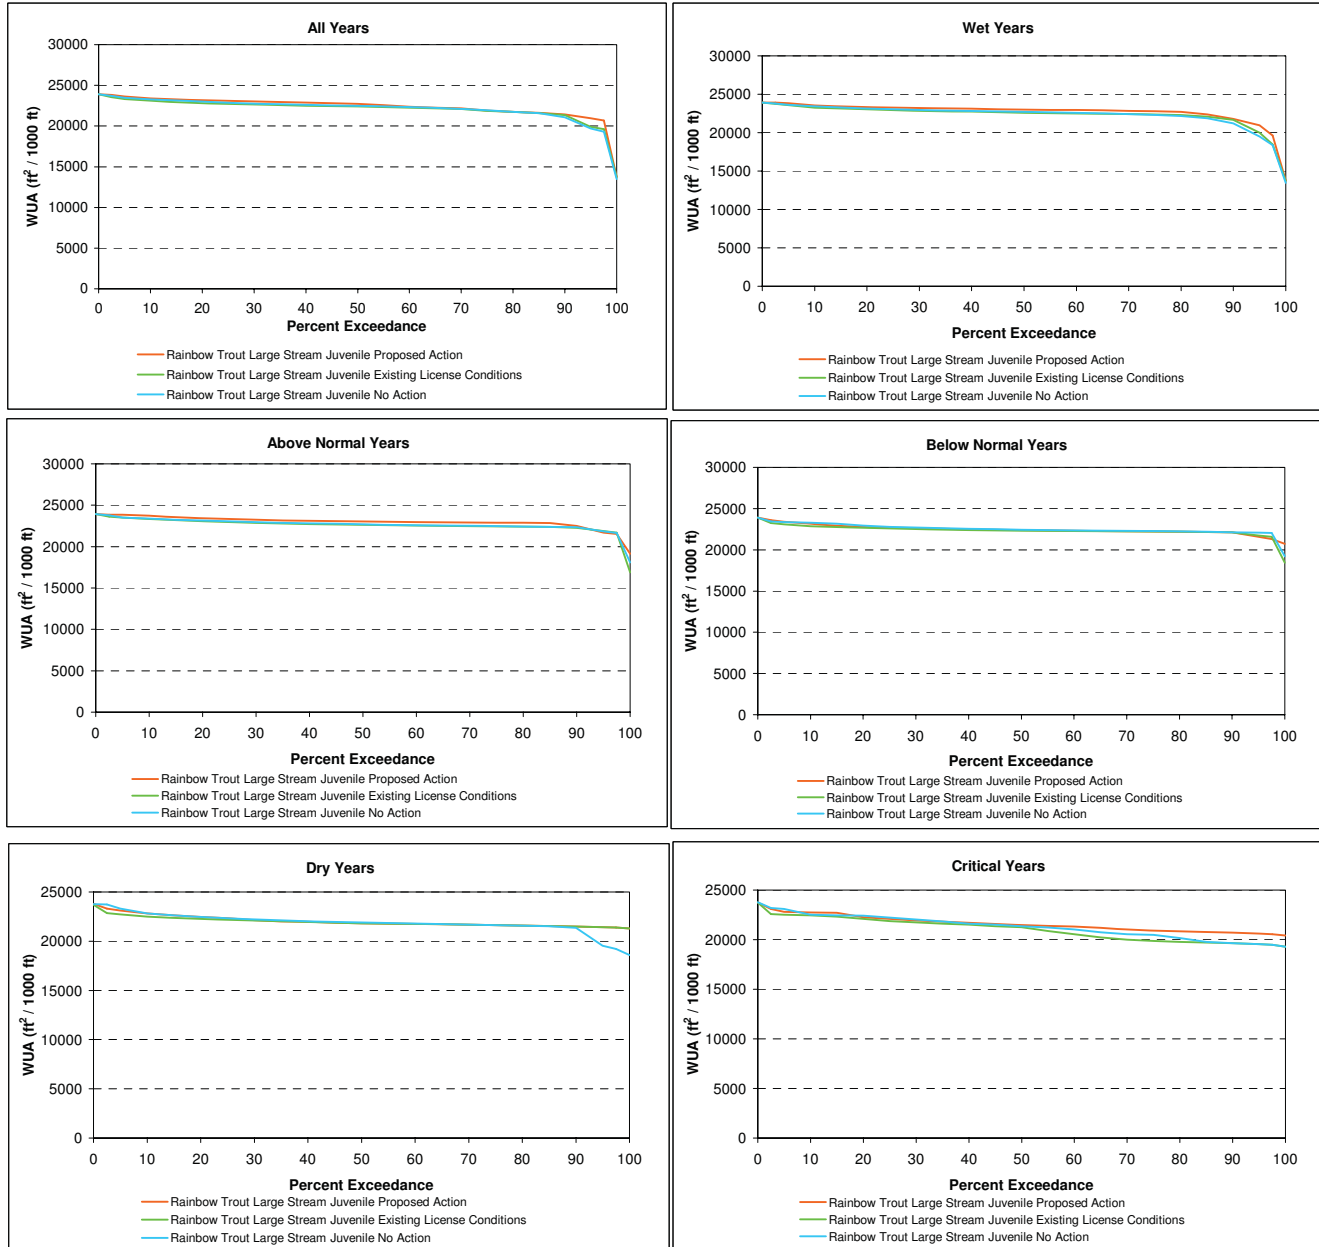 All Years
30000
25000
20000
15000
10000
5000
0
WUA (ft² / 1000 ft)
0 10 20 30 40 50 60 70 80 90 100
Percent Exceedance
Rainbow Trout Large Stream Juvenile Proposed Action
Rainbow Trout Large Stream Juvenile Existing License Conditions
Rainbow Trout Large Stream Juvenile No Action
Wet Years
30000
25000
20000
15000
10000
5000
0
WUA (ft² / 1000 ft)
0 10 20 30 40 50 60 70 80 90 100
Percent Exceedance
Rainbow Trout Large Stream Juvenile Proposed Action
Rainbow Trout Large Stream Juvenile Existing License Conditions
Rainbow Trout Large Stream Juvenile No Action
Above Normal Years
30000
25000
20000
15000
10000
5000
0
WUA (ft² / 1000 ft)
0 10 20 30 40 50 60 70 80 90 100
Percent Exceedance
Rainbow Trout Large Stream Juvenile Proposed Action
Rainbow Trout Large Stream Juvenile Existing License Conditions
Rainbow Trout Large Stream Juvenile No Action
Below Normal Years
30000
25000
20000
15000
10000
5000
0
WUA (ft² / 1000 ft)
0 10 20 30 40 50 60 70 80 90 100
Percent Exceedance
Rainbow Trout Large Stream Juvenile Proposed Action
Rainbow Trout Large Stream Juvenile Existing License Conditions
Rainbow Trout Large Stream Juvenile No Action
Dry Years
25000
20000
15000
10000
5000
0
WUA (ft² / 1000 ft)
0 10 20 30 40 50 60 70 80 90 100
Percent Exceedance
Rainbow Trout Large Stream Juvenile Proposed Action
Rainbow Trout Large Stream Juvenile Existing License Conditions
Rainbow Trout Large Stream Juvenile No Action
Critical Years
25000
20000
15000
10000
5000
0
WUA (ft² / 1000 ft)
0 10 20 30 40 50 60 70 80 90 100
Percent Exceedance
Rainbow Trout Large Stream Juvenile Proposed Action
Rainbow Trout Large Stream Juvenile Existing License Conditions
Rainbow Trout Large Stream Juvenile No Action